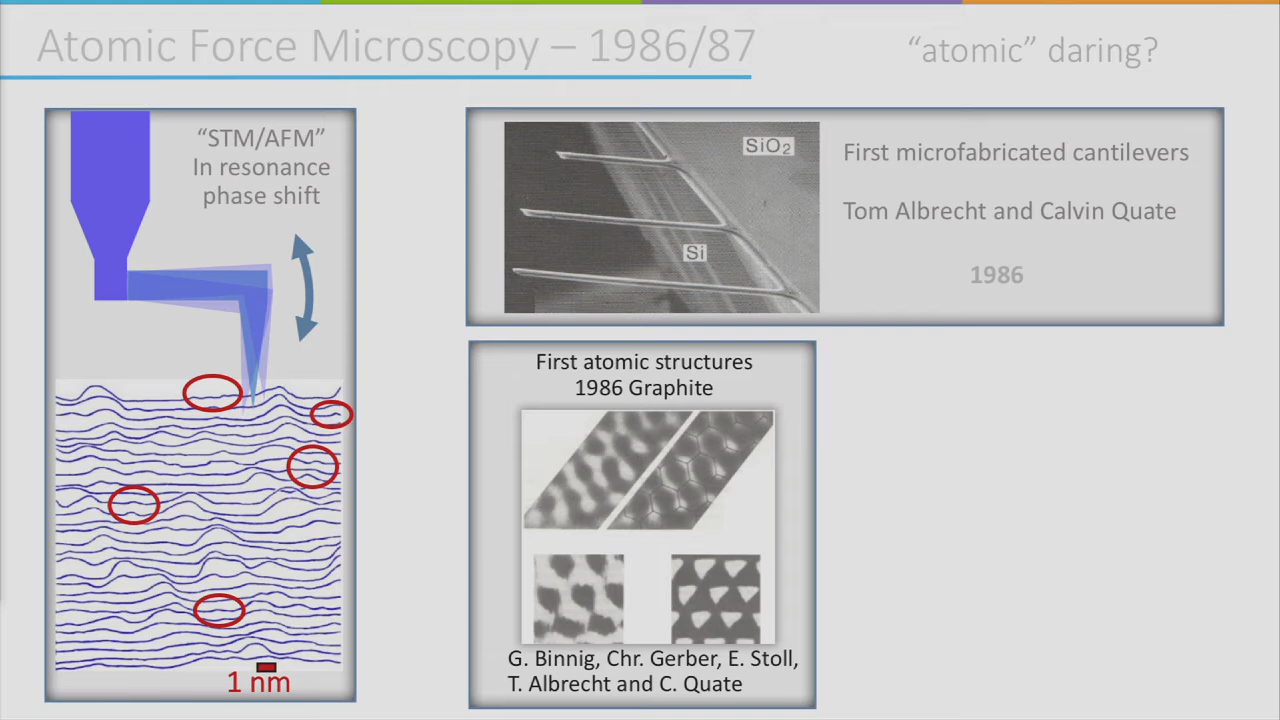 Atomic Force Microscopy – 1986/87
“atomic” daring?
“STM/AFM”
In resonance
phase shift
1 nm
SiO₂
Si
First microfabricated cantilevers
Tom Albrecht and Calvin Quate
1986
First atomic structures
1986 Graphite
G. Binnig, Chr. Gerber, E. Stoll,
T. Albrecht and C. Quate